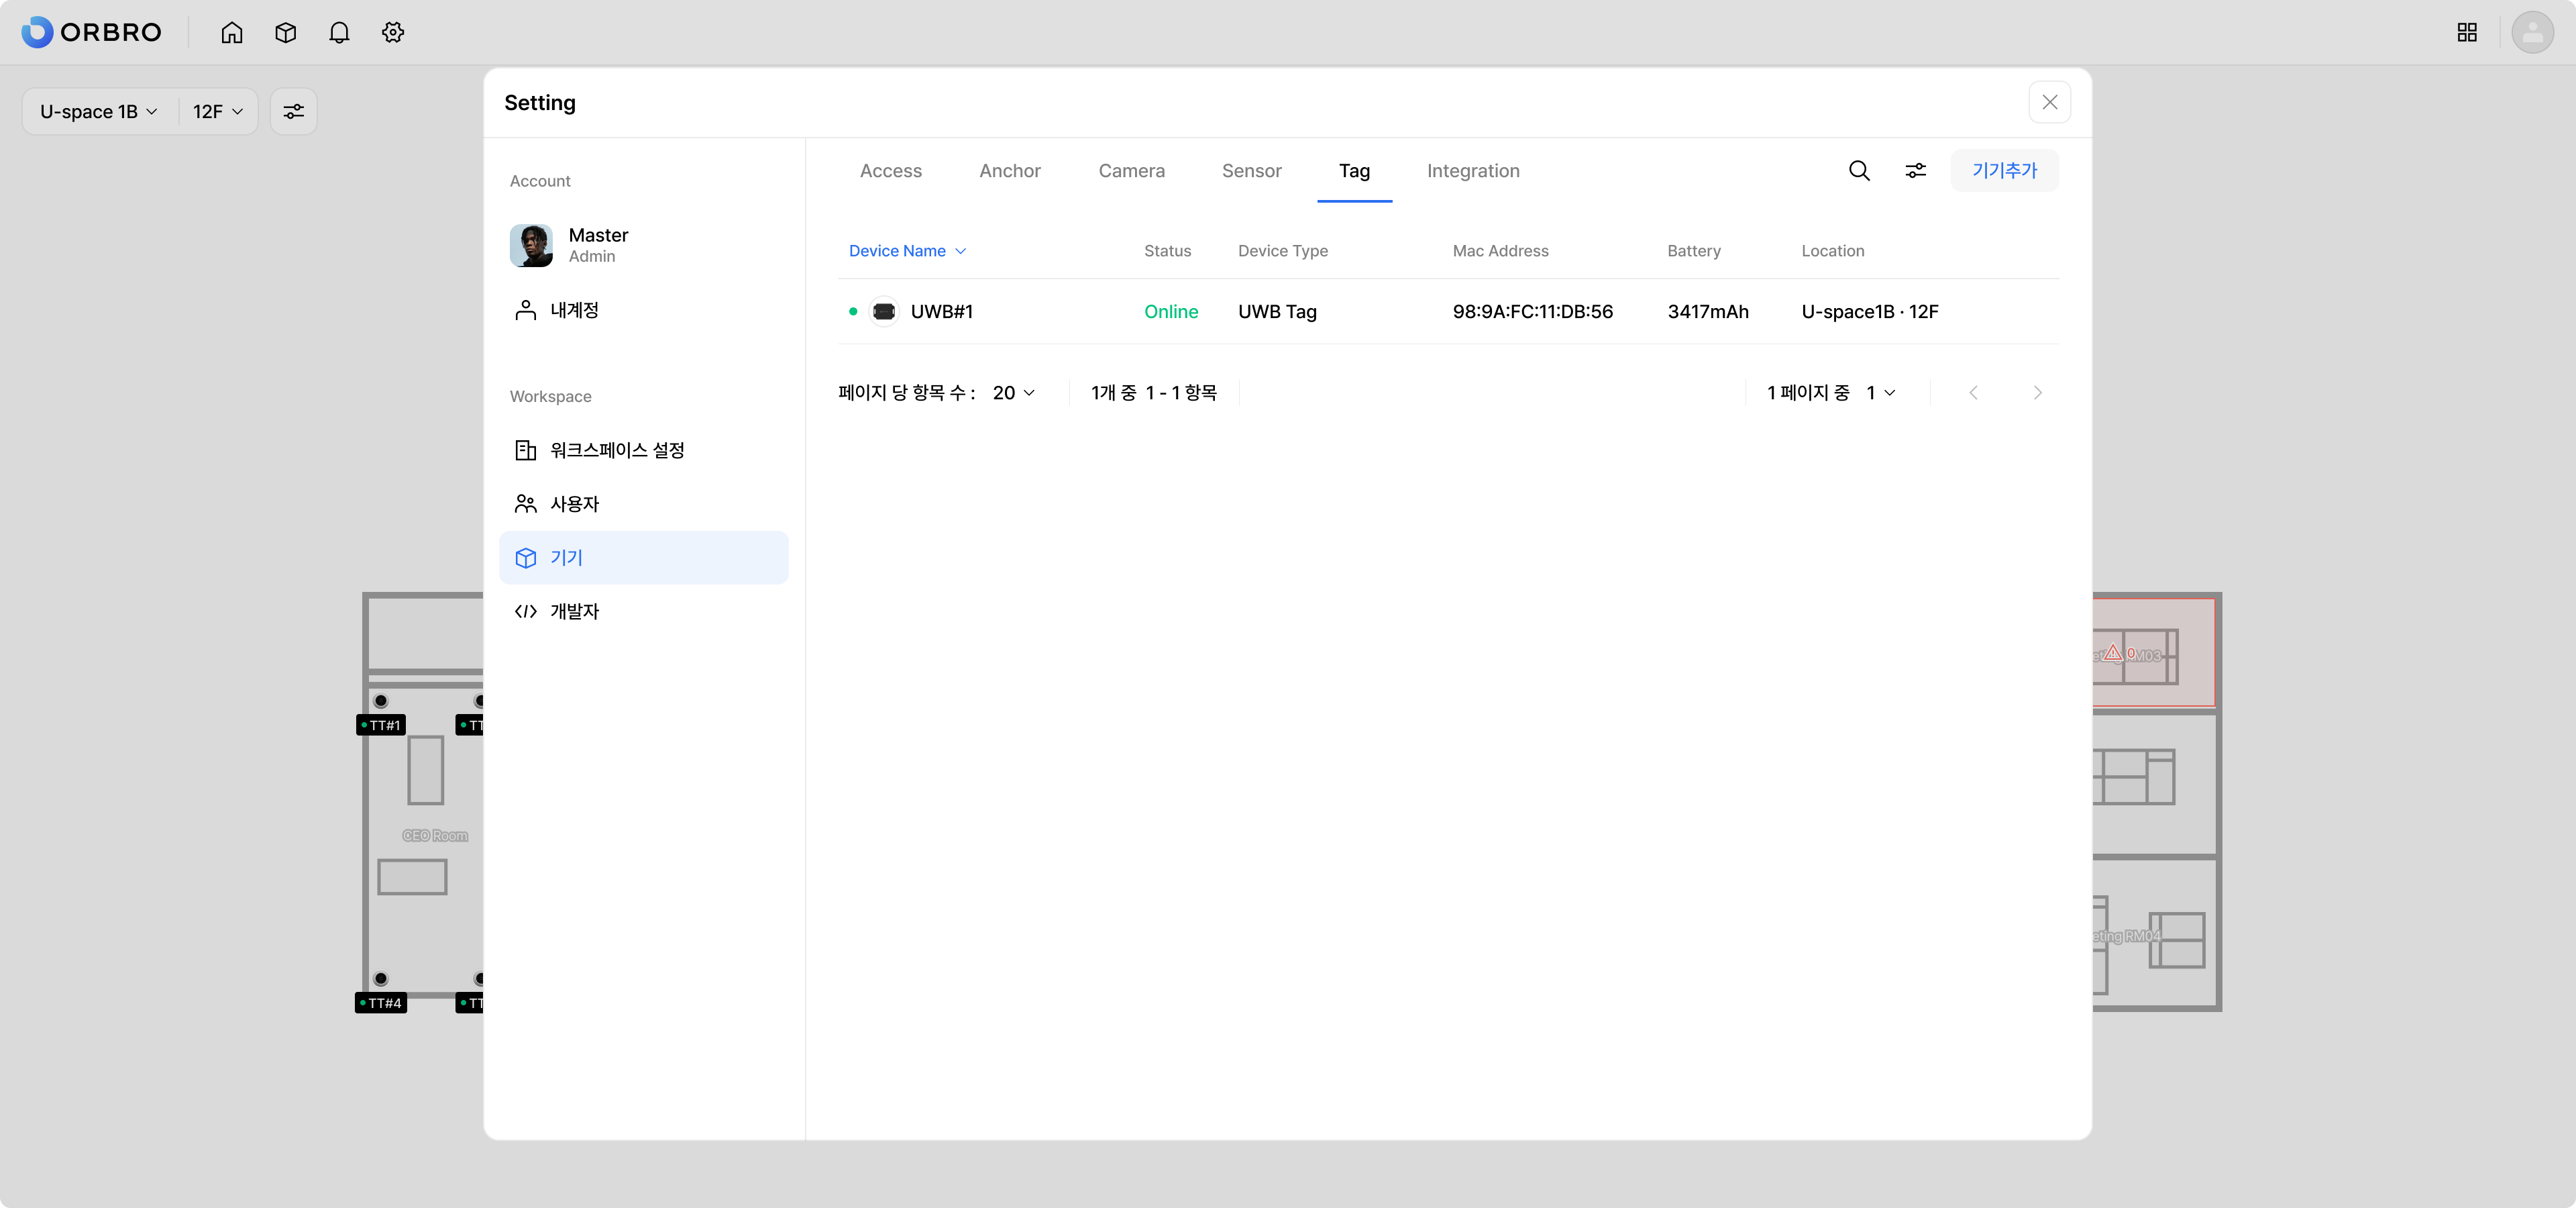 ORBRO
U-space 1B
12F
Setting
Account
Master
Admin
내계정
Workspace
워크스페이스 설정
사용자
기기
개발자
Access
Anchor
Camera
Sensor
Tag
Integration
기기추가
Device Name
Status
Device Type
Mac Address
Battery
Location
UWB#1
Online
UWB Tag
98:9A:FC:11:DB:56
3417mAh
U-space1B · 12F
페이지 당 항목 수 : 20
1개 중 1 - 1 항목
1 페이지 중 1
TT#1
TT
CEO Room
TT#4
TT
0
RM03
RM04